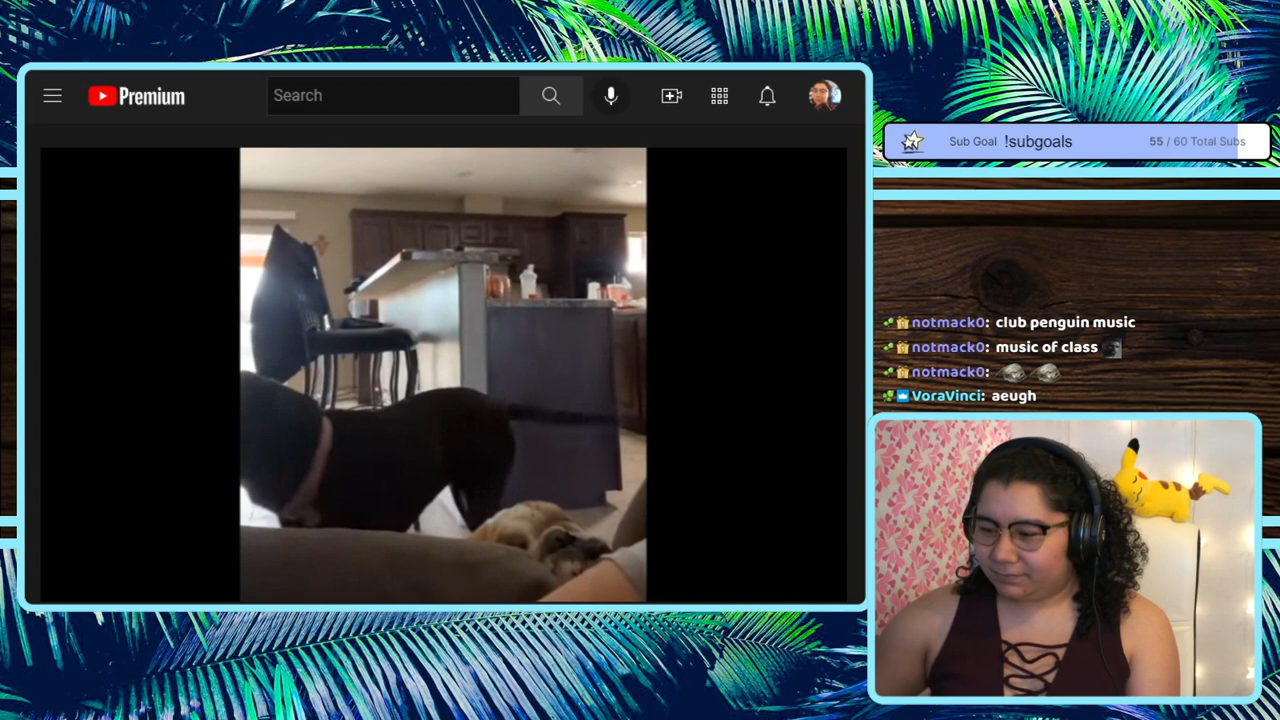 Premium
Search
Sub Goal !subgoals 55 / 60 Total Subs
notmack0: club penguin music
notmack0: music of class
notmack0:
VoraVinci: aeugh